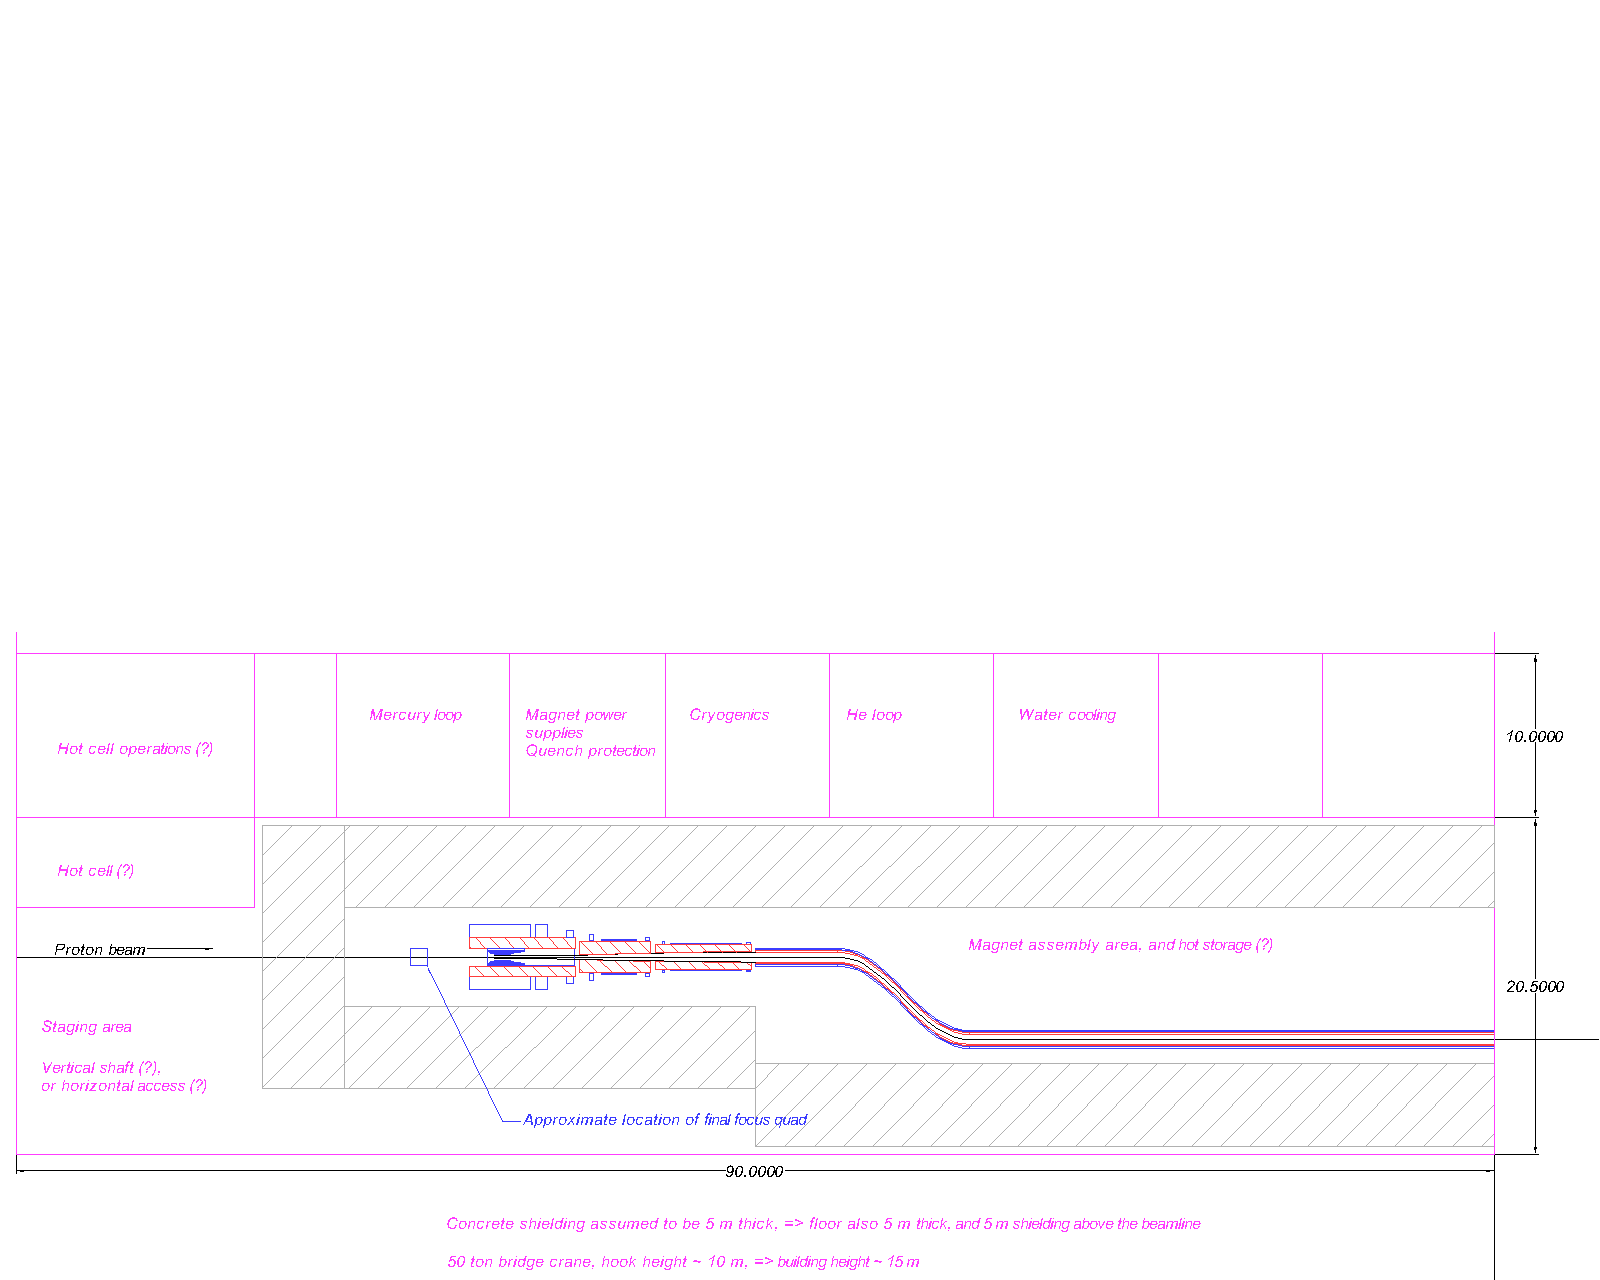 Mercury loop
Magnet power
supplies
Quench protection
Cryogenics
He loop
Water cooling
Hot cell operations (?)
10.0000
Hot cell (?)
Proton beam
Magnet assembly area, and hot storage (?)
20.5000
Staging area
Vertical shaft (?),
or horizontal access (?)
Approximate location of final focus quad
90.0000
Concrete shielding assumed to be 5 m thick, => floor also 5 m thick, and 5 m shielding above the beamline
50 ton bridge crane, hook height ~ 10 m, => building height ~ 15 m